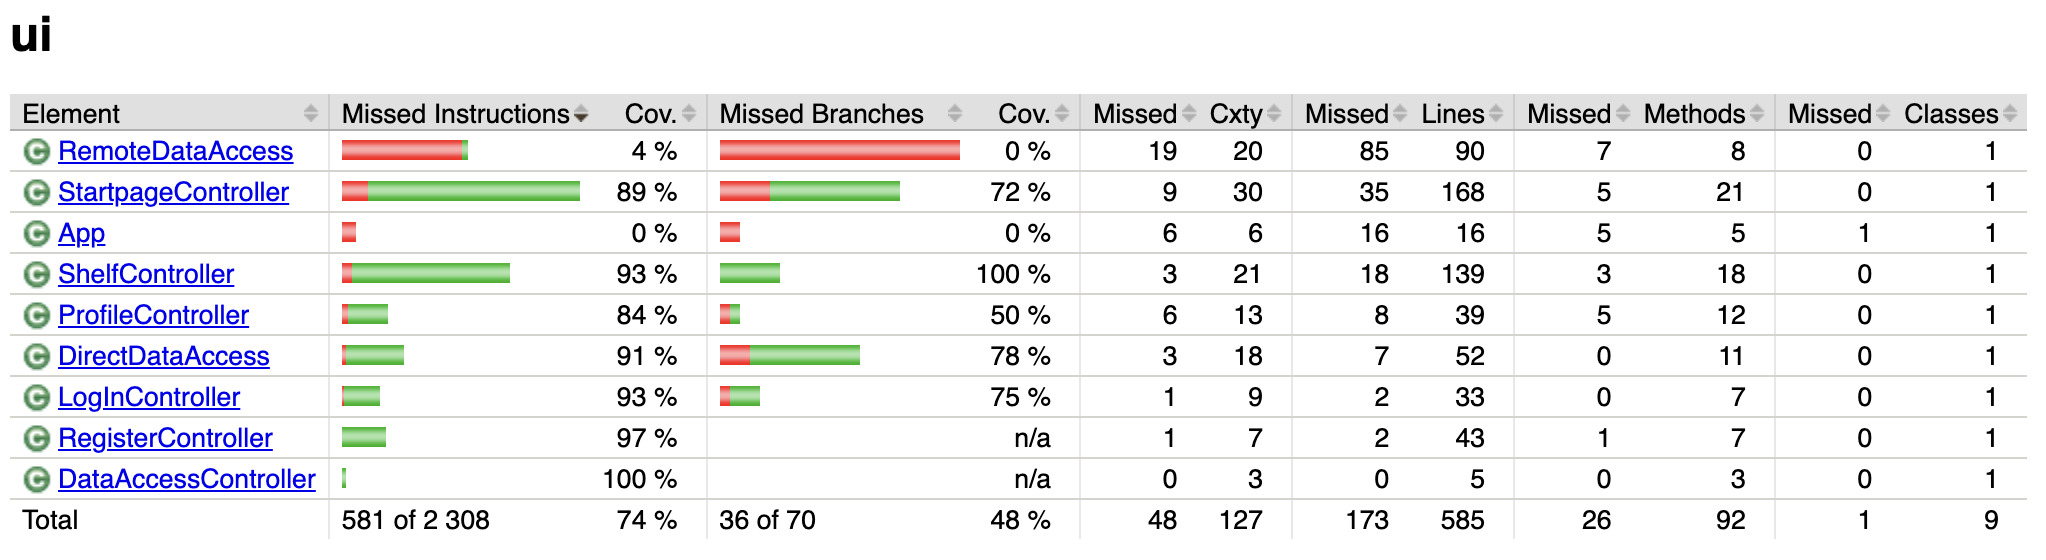 ui
Element Missed Instructions Cov. Missed Branches Cov. Missed Cxty Missed Lines Missed Methods Missed Classes
C RemoteDataAccess 4 % 0 % 19 20 85 90 7 8 0 1
C StartpageController 89 % 72 % 9 30 35 168 5 21 0 1
C App 0 % 0 % 6 6 16 16 5 5 1 1
C ShelfController 93 % 100 % 3 21 18 139 3 18 0 1
C ProfileController 84 % 50 % 6 13 8 39 5 12 0 1
C DirectDataAccess 91 % 78 % 3 18 7 52 0 11 0 1
C LogInController 93 % 75 % 1 9 2 33 0 7 0 1
C RegisterController 97 % n/a 1 7 2 43 1 7 0 1
C DataAccessController 100 % n/a 0 3 0 5 0 3 0 1
Total 581 of 2 308 74 % 36 of 70 48 % 48 127 173 585 26 92 1 9